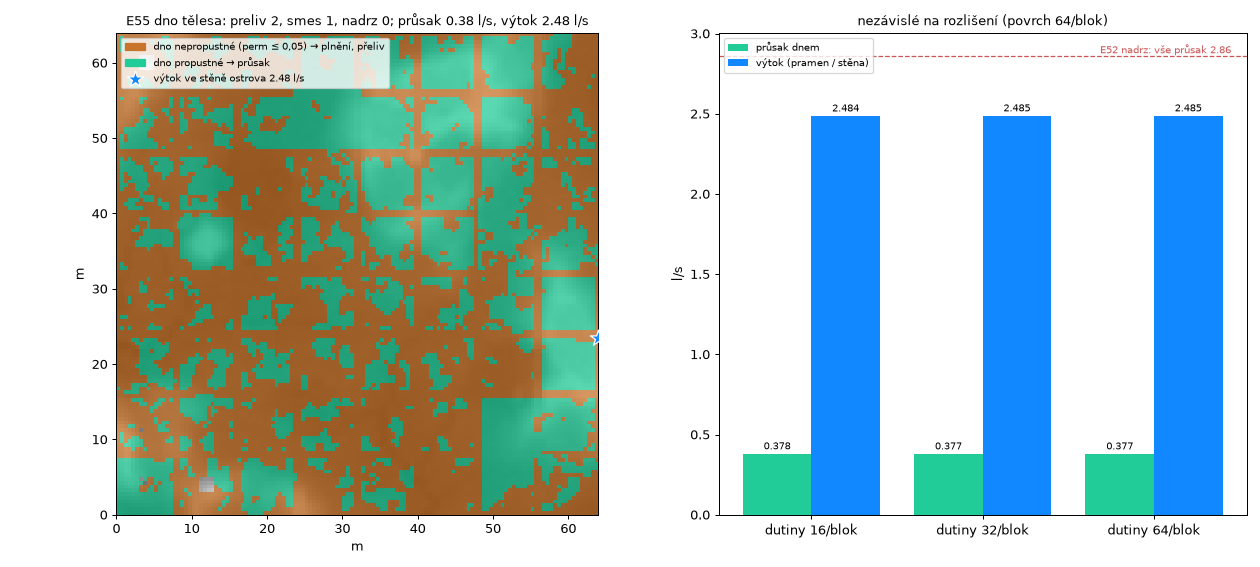 E55 dno tělesa: preliv 2, smes 1, nadrz 0; průsak 0.38 l/s, výtok 2.48 l/s
dno nepropustné (perm ≤ 0,05) → plnění, přeliv
dno propustné → průsak
výtok ve stěně ostrova 2.48 l/s
60
50
40
30
20
10
0
m
0 10 20 30 40 50 60
m
nezávislé na rozlišení (povrch 64/blok)
průsak dnem
výtok (pramen / stěna)
E52 nadrz: vše průsak 2.86
3.0
2.5
2.0
1.5
1.0
0.5
0.0
l/s
2.484 2.485 2.485
0.378 0.377 0.377
dutiny 16/blok dutiny 32/blok dutiny 64/blok